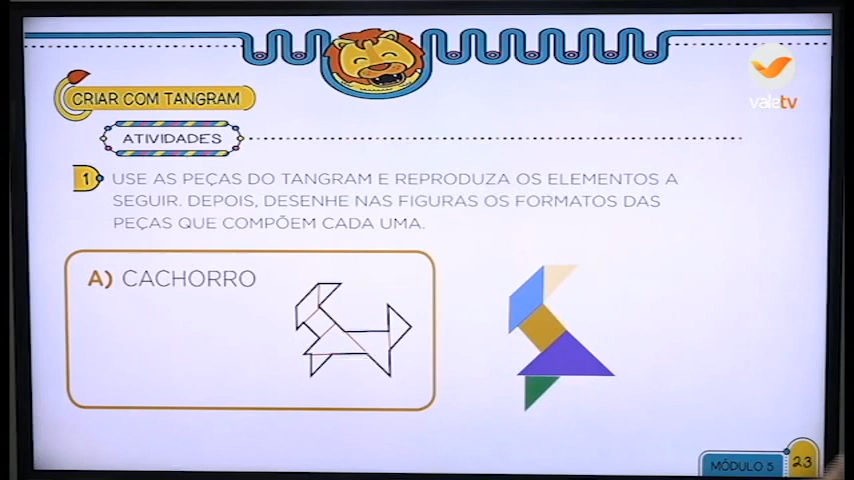 valetv
CRIAR COM TANGRAM
ATIVIDADES
1 USE AS PEÇAS DO TANGRAM E REPRODUZA OS ELEMENTOS A
SEGUIR. DEPOIS, DESENHE NAS FIGURAS OS FORMATOS DAS
PEÇAS QUE COMPÕEM CADA UMA.
A) CACHORRO
MÓDULO 5 23